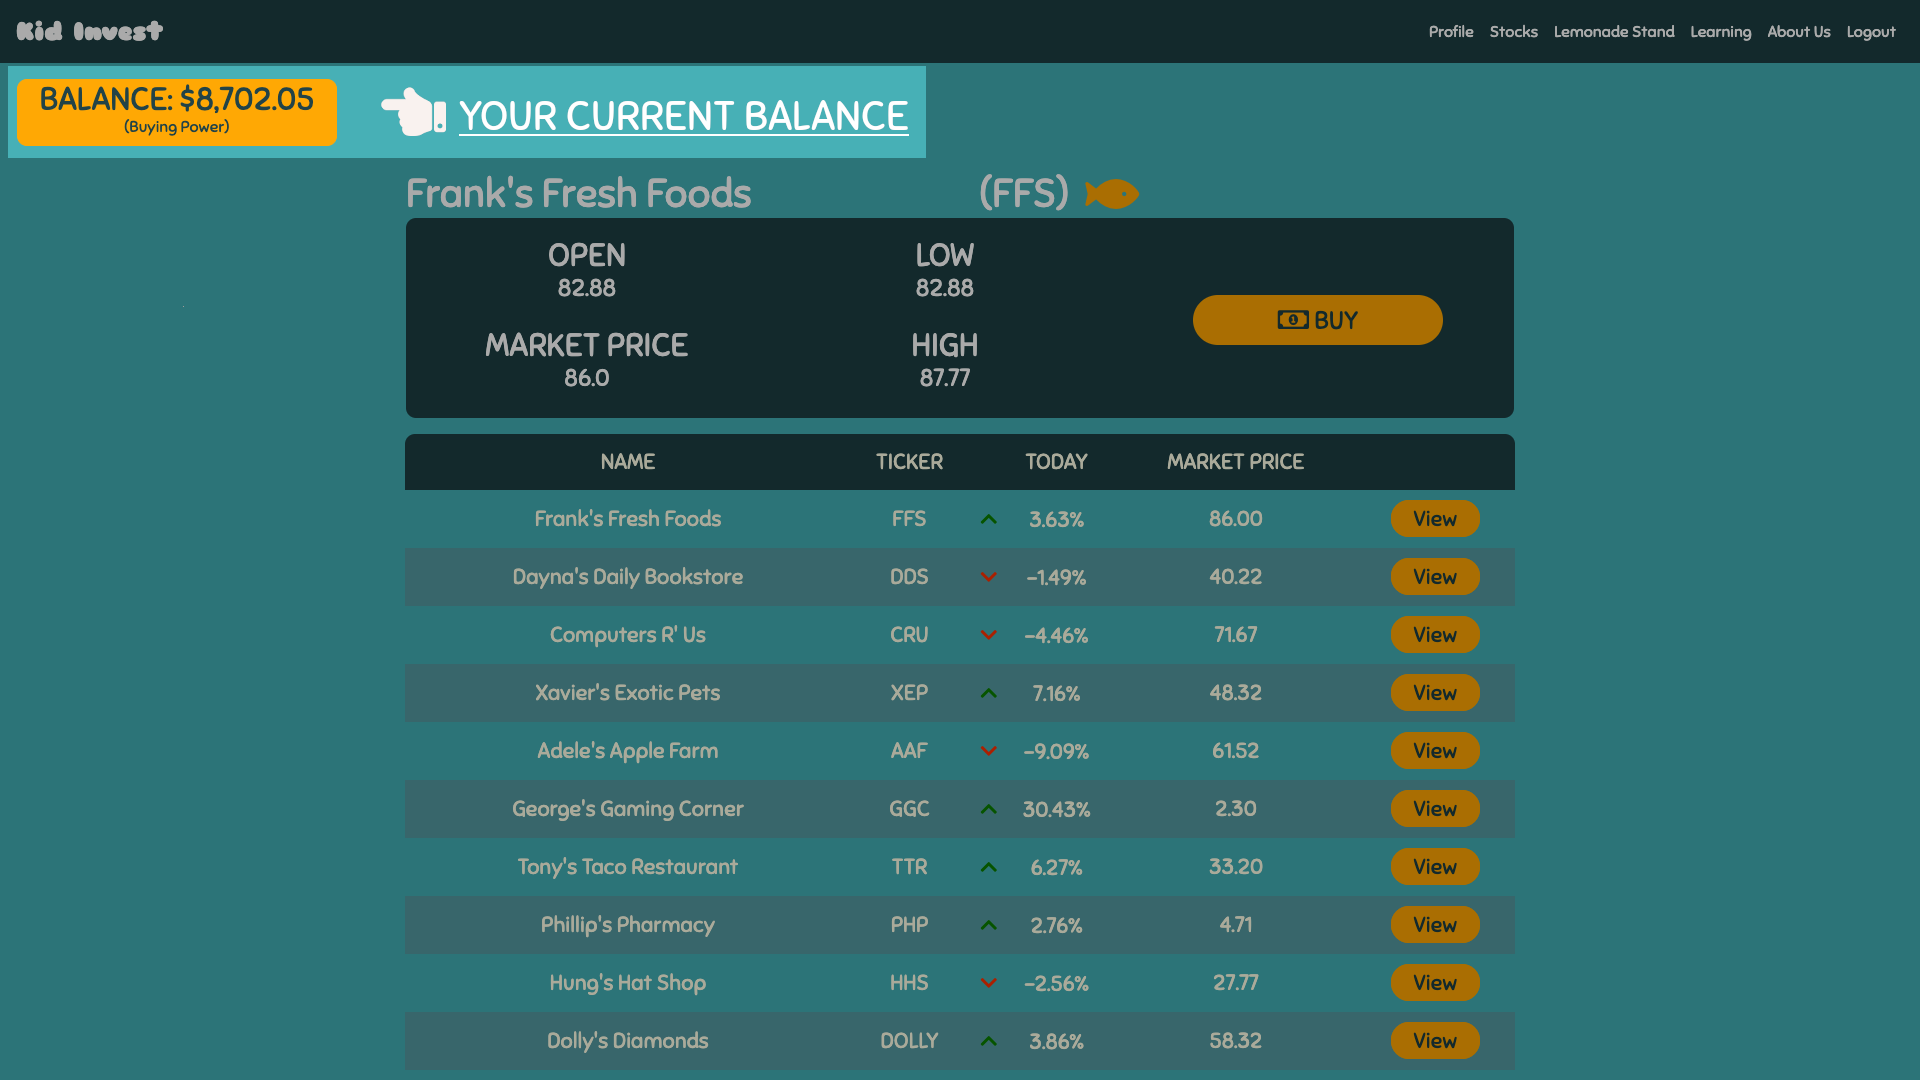 Kid Invest
Profile Stocks Lemonade Stand Learning About Us Logout
BALANCE: $8,702.05
(Buying Power)
YOUR CURRENT BALANCE
Frank's Fresh Foods (FFS)
OPEN LOW
82.88 82.88
BUY
MARKET PRICE HIGH
86.0 87.77
NAME TICKER TODAY MARKET PRICE
Frank's Fresh Foods FFS 3.63% 86.00 View
Dayna's Daily Bookstore DDS -1.49% 40.22 View
Computers R' Us CRU -4.46% 71.67 View
Xavier's Exotic Pets XEP 7.16% 48.32 View
Adele's Apple Farm AAF -9.09% 61.52 View
George's Gaming Corner GGC 30.43% 2.30 View
Tony's Taco Restaurant TTR 6.27% 33.20 View
Phillip's Pharmacy PHP 2.76% 4.71 View
Hung's Hat Shop HHS -2.56% 27.77 View
Dolly's Diamonds DOLLY 3.86% 58.32 View